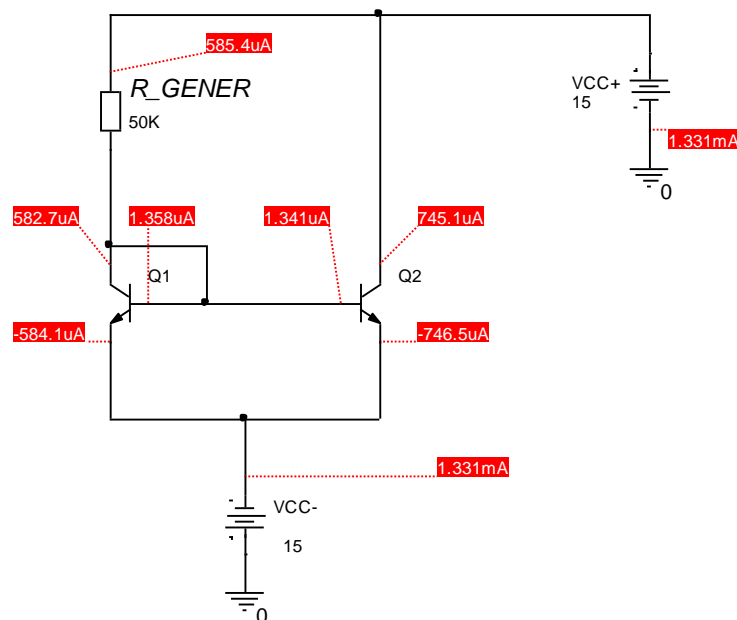 585.4uA
R_GENER
50K
VCC+
15
1.331mA
0
582.7uA
1.358uA
1.341uA
745.1uA
Q1
Q2
-584.1uA
-746.5uA
1.331mA
VCC-
15
0